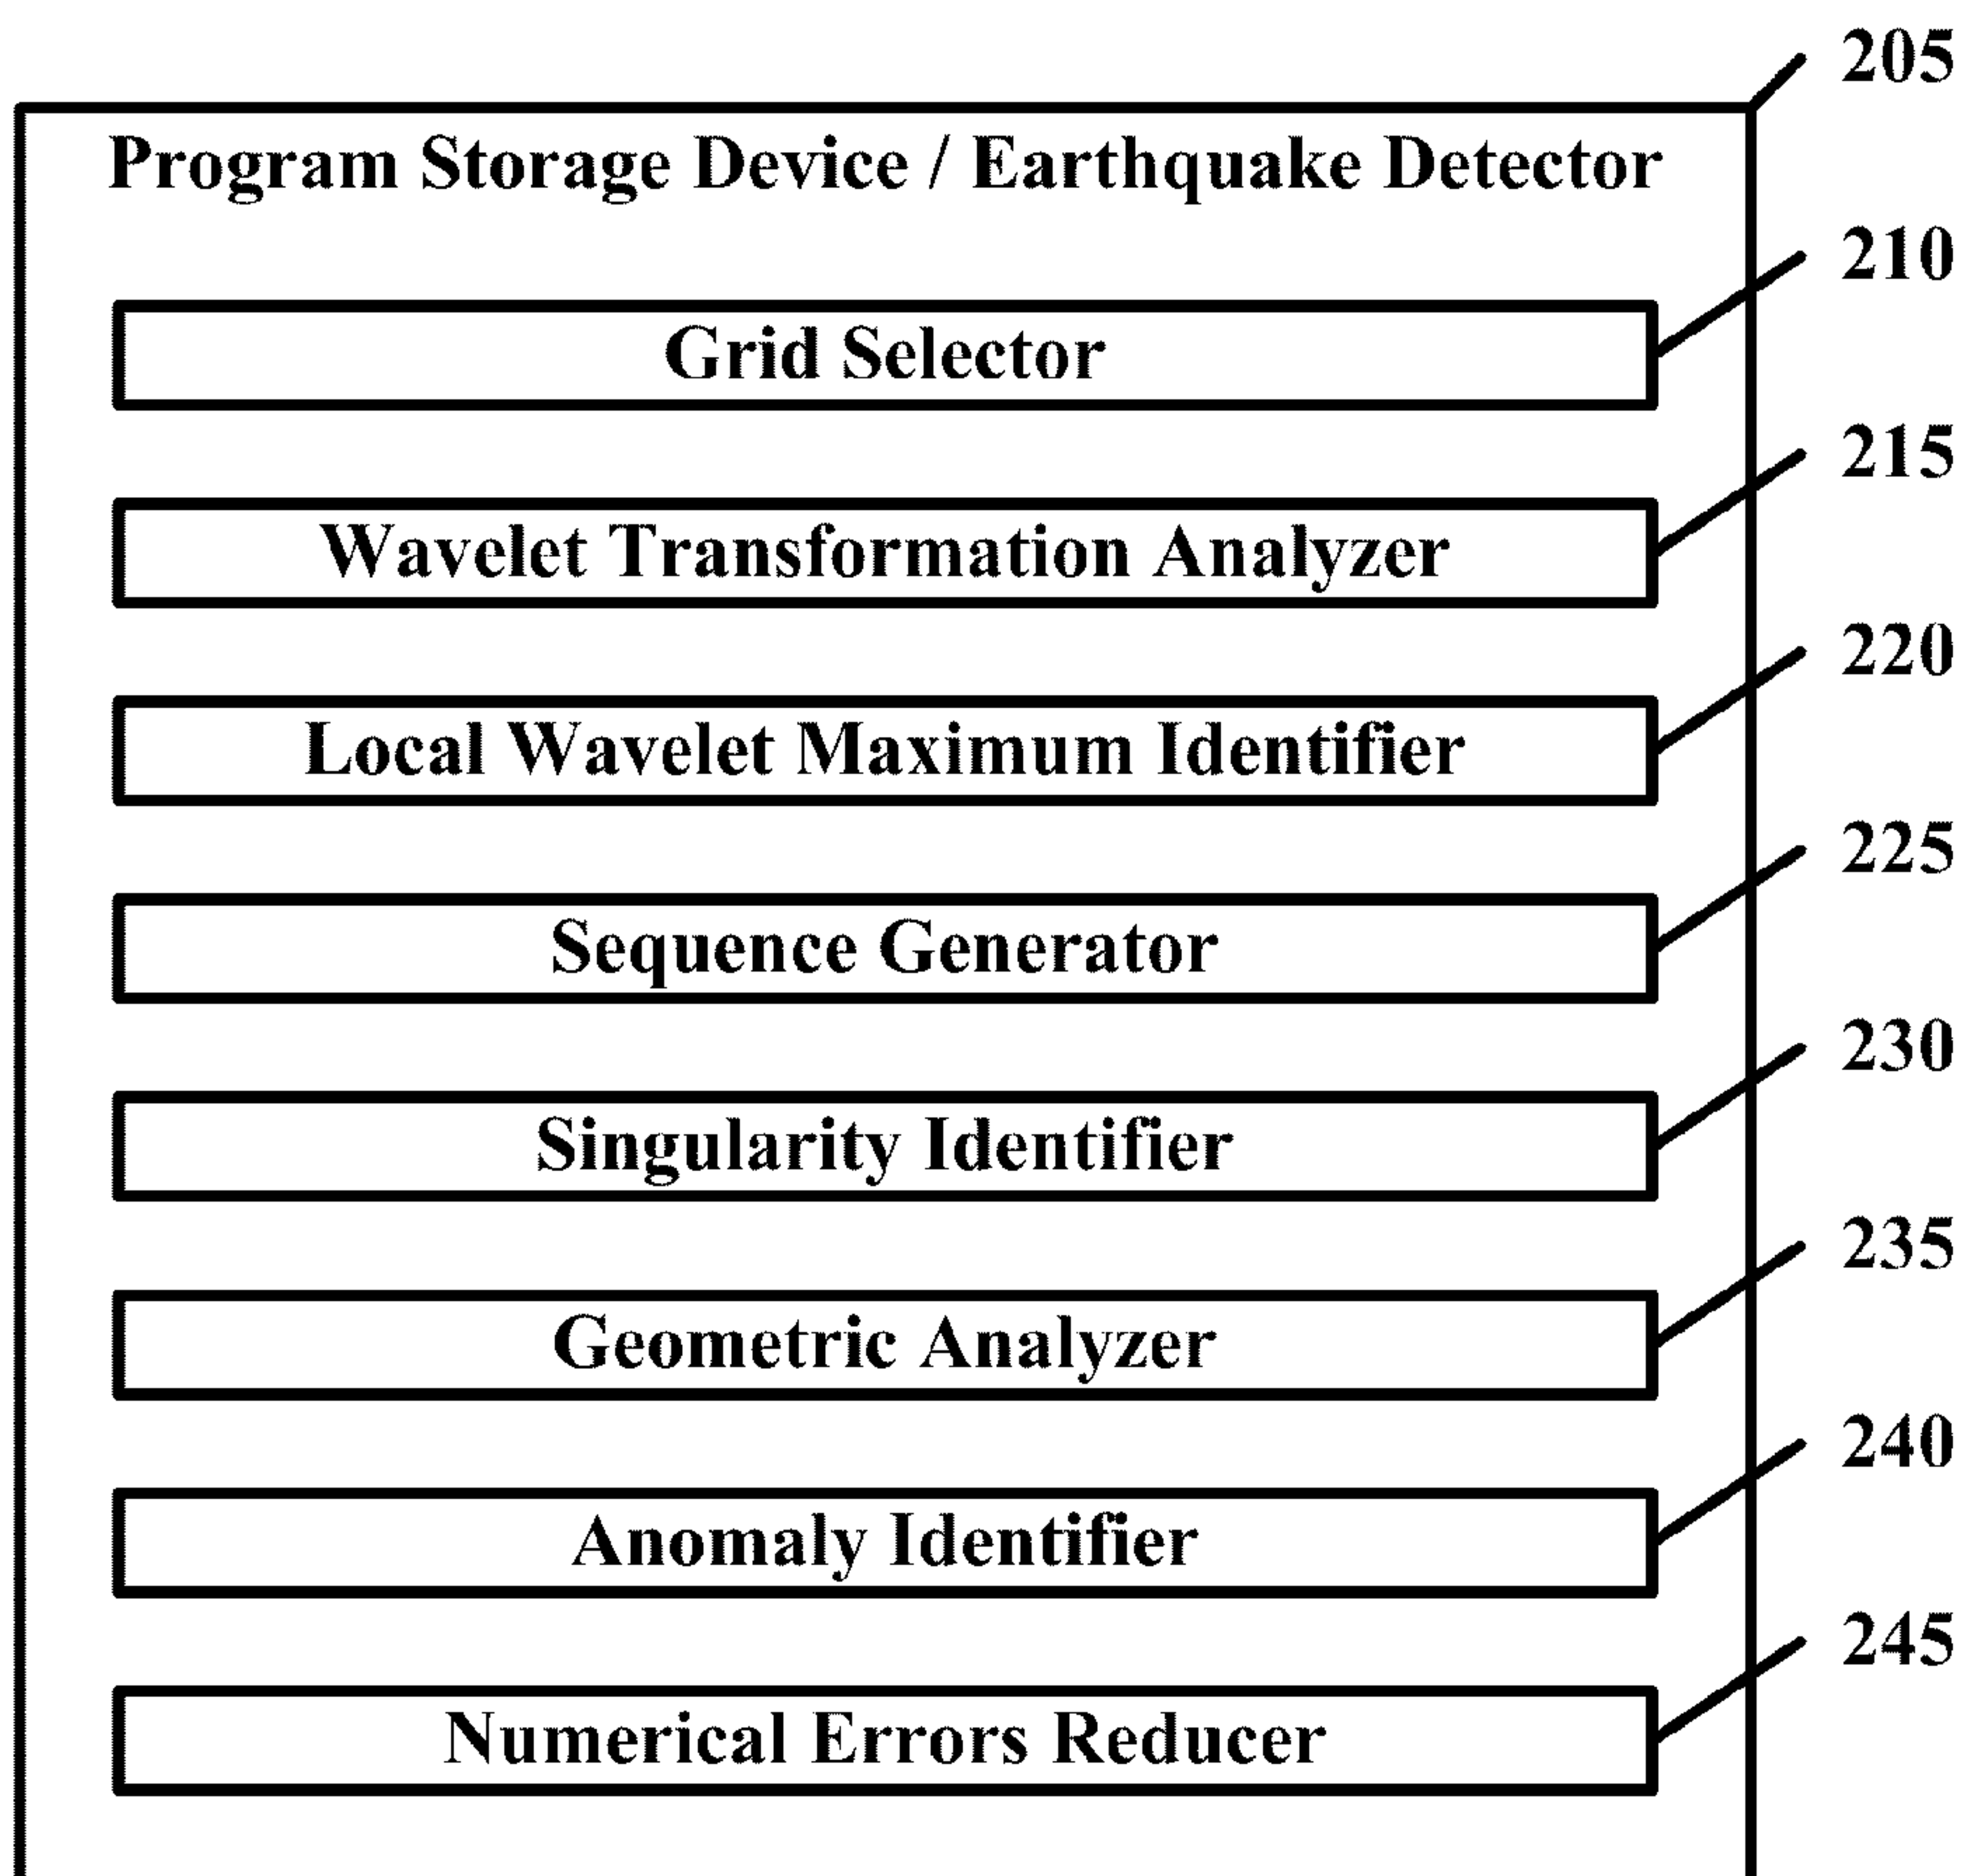 205
Program Storage Device / Earthquake Detector
210
Grid Selector
215
Wavelet Transformation Analyzer
220
Local Wavelet Maximum Identifier
225
Sequence Generator
230
Singularity Identifier
235
Geometric Analyzer
240
Anomaly Identifier
245
Numerical Errors Reducer